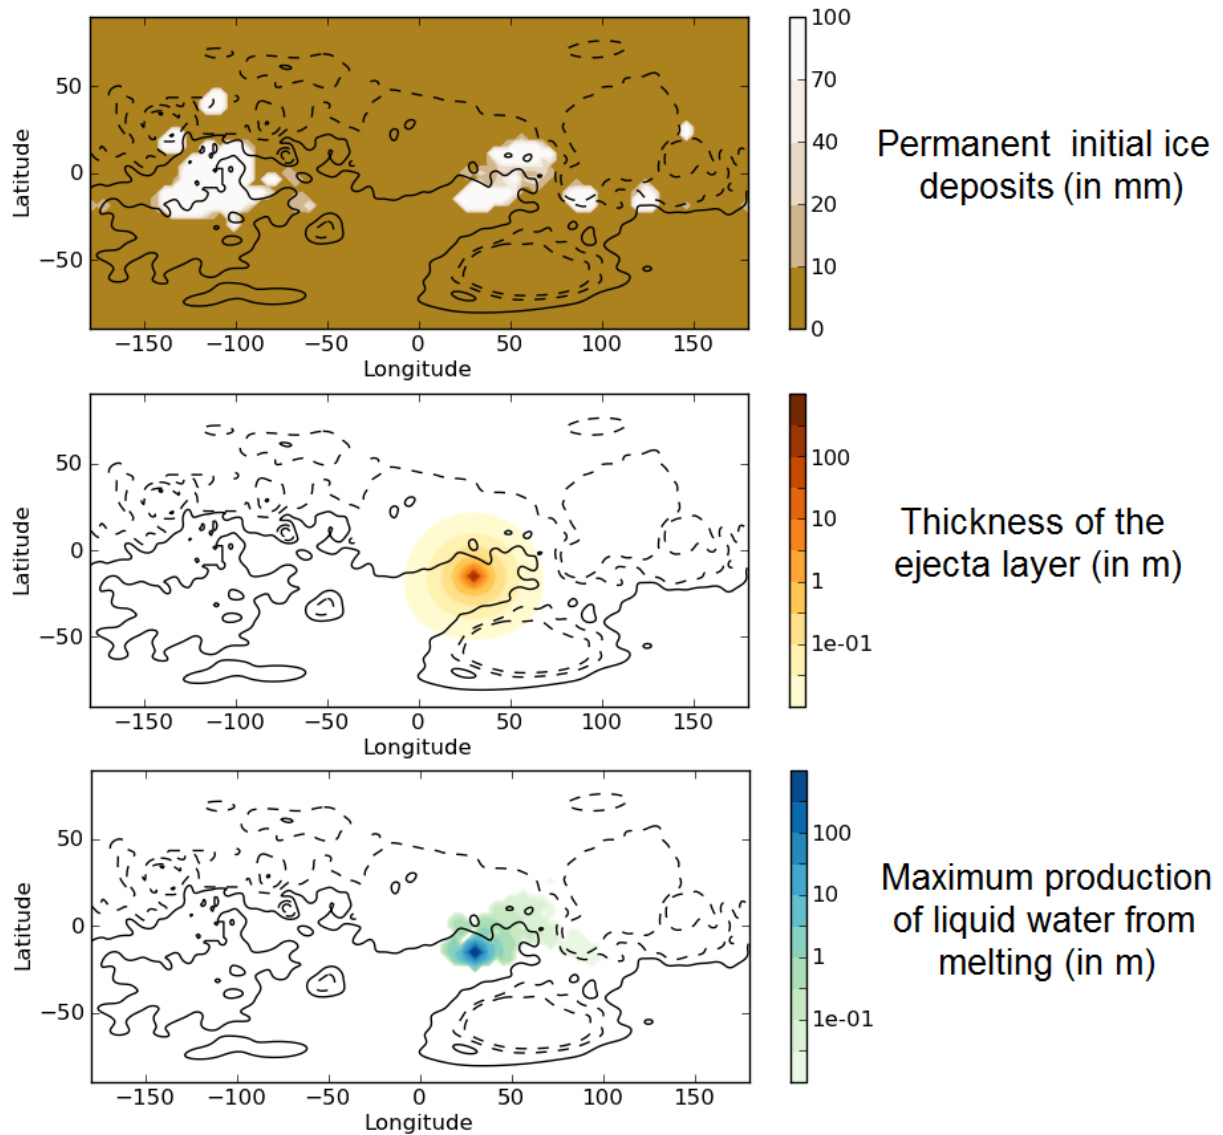 100
70
40
20
10
0
50
0
−50
Latitude
−150
−100
−50
0
50
100
150
Longitude
Permanent initial ice
deposits (in mm)
50
0
−50
Latitude
−150
−100
−50
0
50
100
150
Longitude
100
10
1
1e-01
Thickness of the
ejecta layer (in m)
50
0
−50
Latitude
−150
−100
−50
0
50
100
150
Longitude
100
10
1
1e-01
Maximum production
of liquid water from
melting (in m)